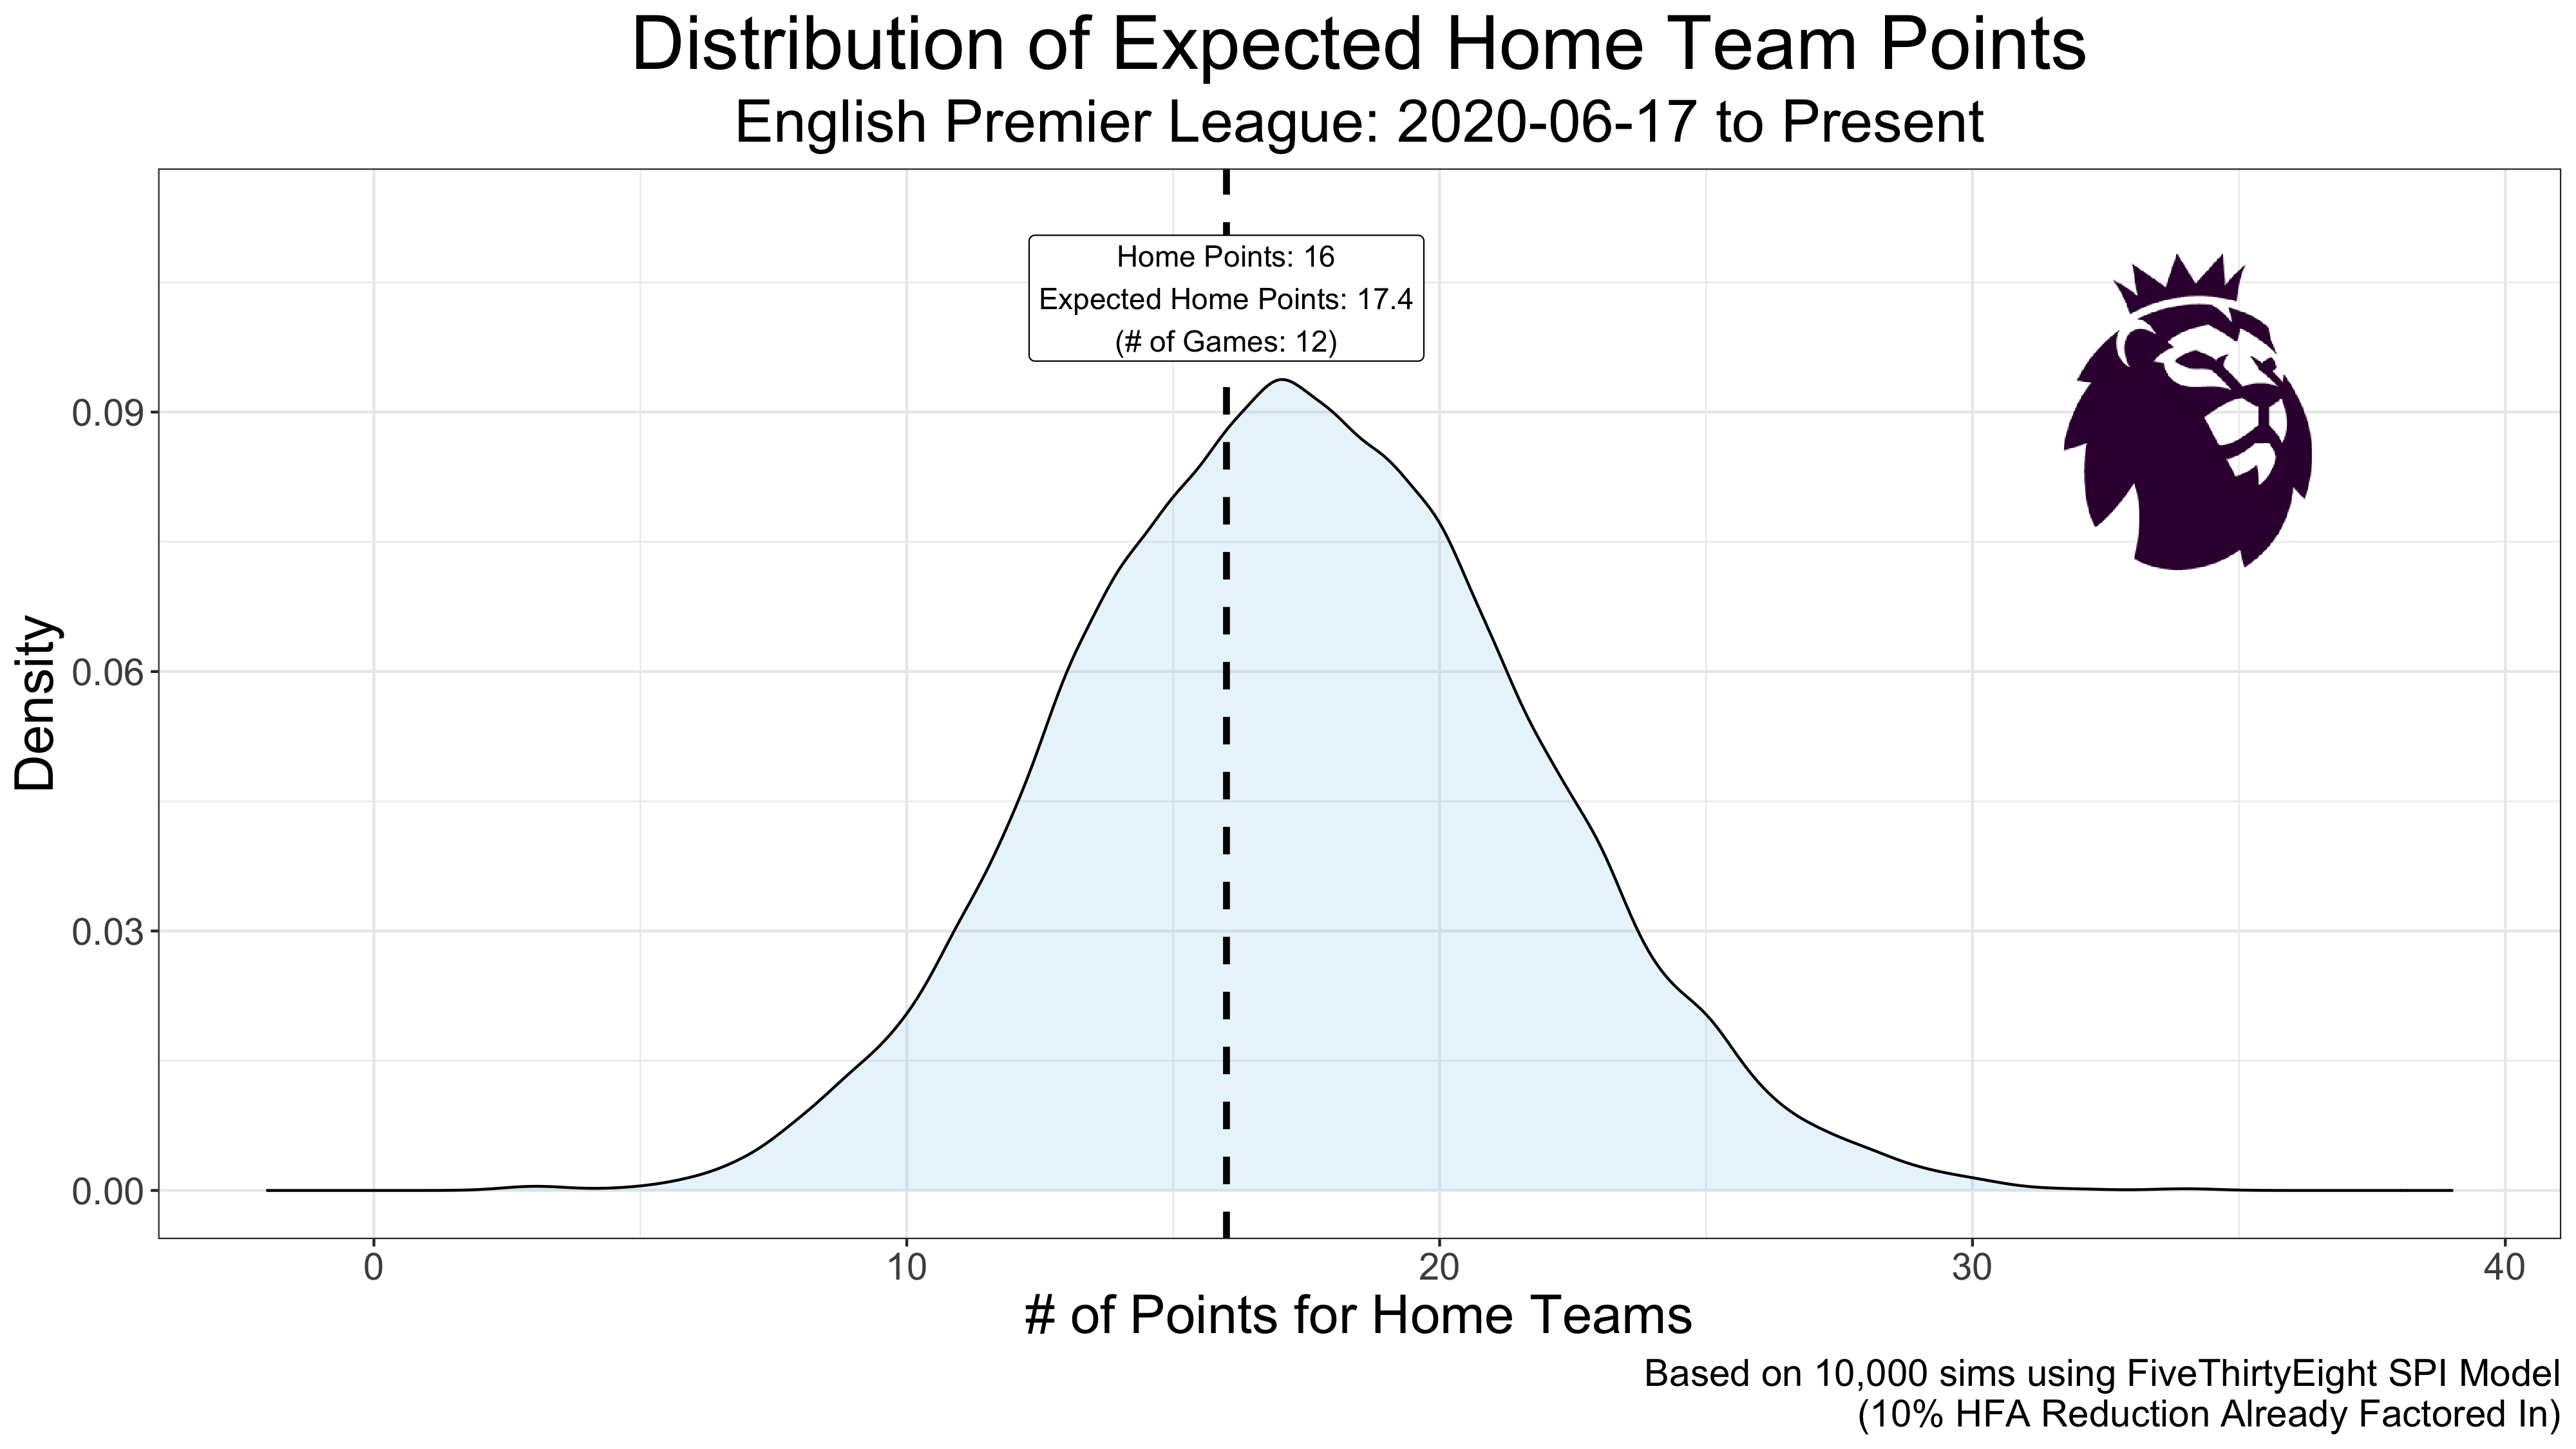 Distribution of Expected Home Team Points
English Premier League: 2020-06-17 to Present
Home Points: 16
Expected Home Points: 17.4
(# of Games: 12)
Density
0.09
0.06
0.03
0.00
0 10 20 30 40
# of Points for Home Teams
Based on 10,000 sims using FiveThirtyEight SPI Model
(10% HFA Reduction Already Factored In)